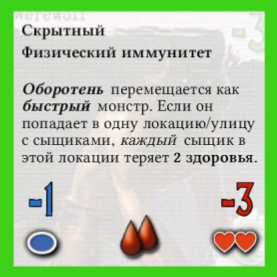 Скрытный
Физический иммунитет
Оборотень перемещается как
быстрый монстр. Если он
попадает в одну локацию/улицу
с сыщиками, каждый сыщик в
этой локации теряет 2 здоровья.
-1
-3